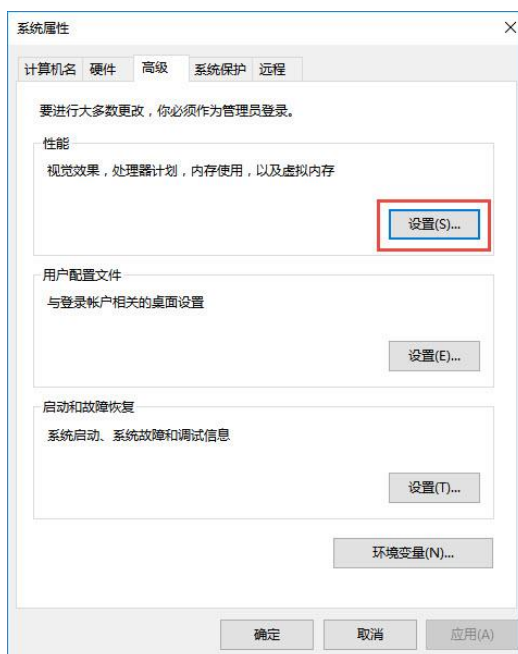 系统属性
计算机名 硬件 高级 系统保护 远程
要进行大多数更改，你必须作为管理员登录。
性能
视觉效果，处理器计划，内存使用，以及虚拟内存
设置(S)...
用户配置文件
与登录帐户相关的桌面设置
设置(E)...
启动和故障恢复
系统启动、系统故障和调试信息
设置(T)...
环境变量(N)...
确定 取消 应用(A)